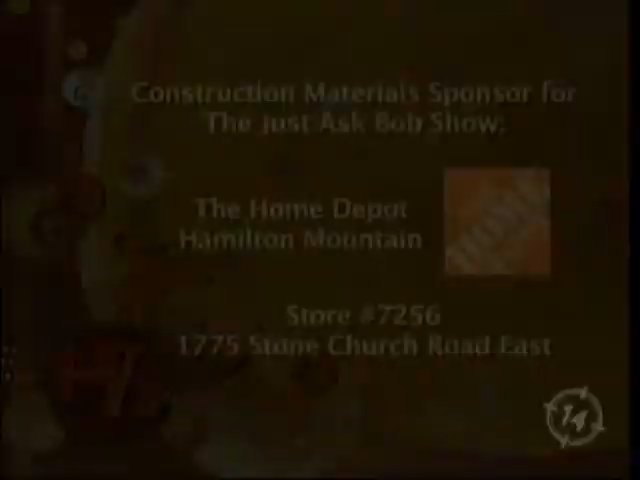 Construction Materials Sponsor for
The Just Ask Bob Show:
The Home Depot
Hamilton Mountain
Store #7256
1775 Stone Church Road East
14